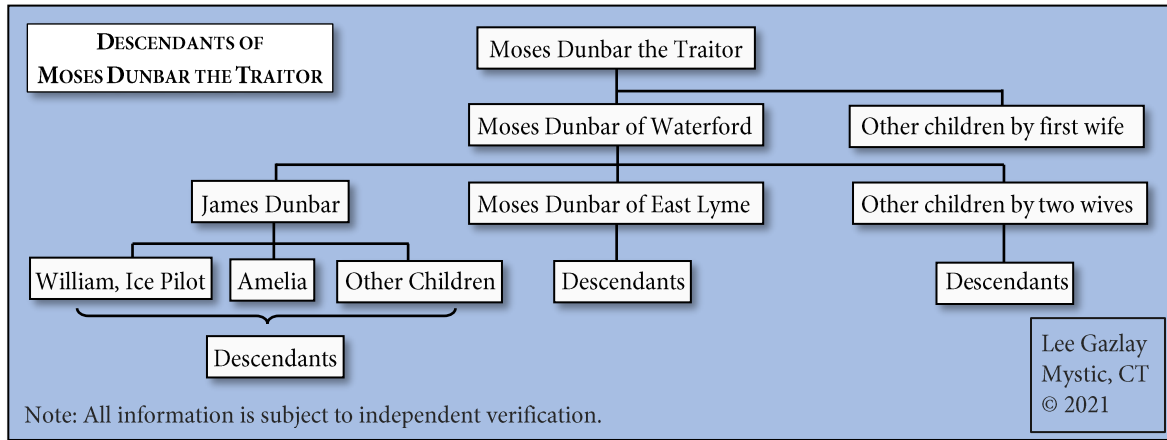 DESCENDANTS OF
MOSES DUNBAR THE TRAITOR
Moses Dunbar the Traitor
Moses Dunbar of Waterford
Other children by first wife
James Dunbar
Moses Dunbar of East Lyme
Other children by two wives
William, Ice Pilot
Amelia
Other Children
Descendants
Descendants
Descendants
Lee Gazlay
Mystic, CT
© 2021
Note: All information is subject to independent verification.